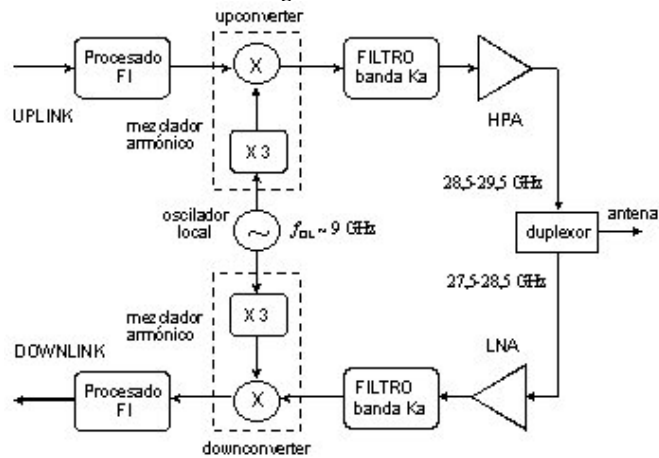 upconverter
Procesado
FI
X
FILTRO
banda Ka
UPLINK
HPA
mezclador
armónico
X 3
28,5-29,5 GHz
oscilador
local
~
f_OL ~ 9 GHz
duplexor
antena
27,5-28,5 GHz
mezclador
armónico
X 3
DOWNLINK
LNA
Procesado
FI
X
FILTRO
banda Ka
downconverter